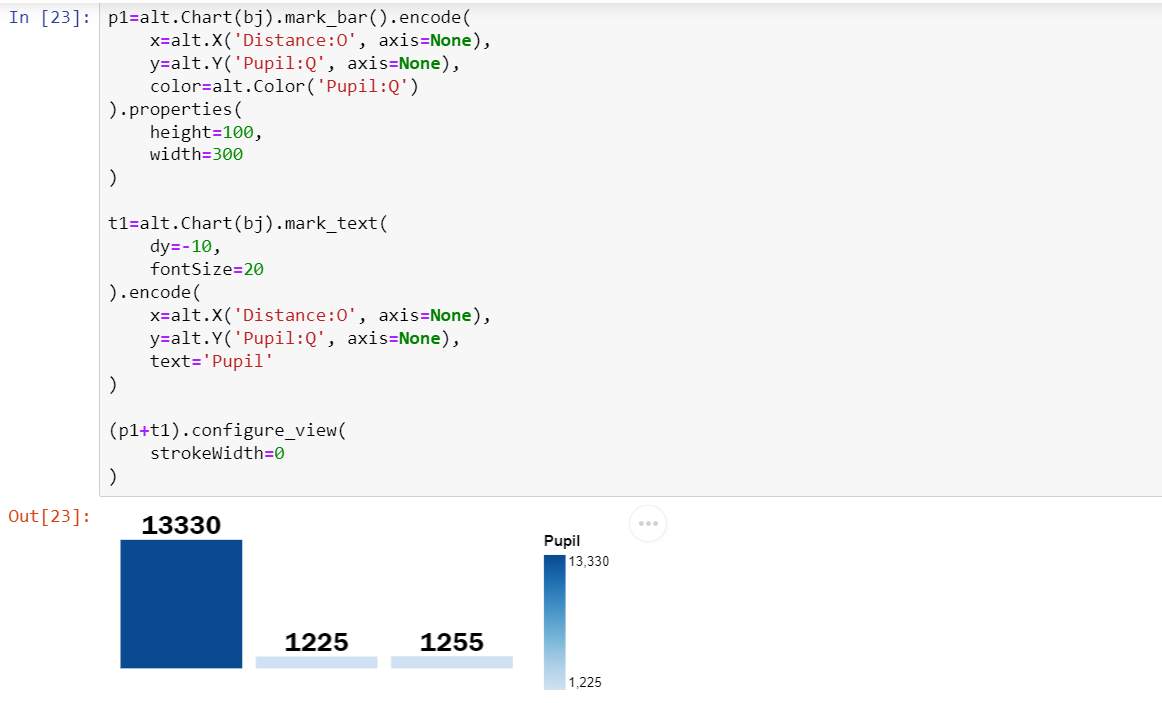 In [23]: p1=alt.Chart(bj).mark_bar().encode(
    x=alt.X('Distance:O', axis=None),
    y=alt.Y('Pupil:Q', axis=None),
    color=alt.Color('Pupil:Q')
).properties(
    height=100,
    width=300
)
t1=alt.Chart(bj).mark_text(
    dy=-10,
    fontSize=20
).encode(
    x=alt.X('Distance:O', axis=None),
    y=alt.Y('Pupil:Q', axis=None),
    text='Pupil'
)
(p1+t1).configure_view(
    strokeWidth=0
)
Out[23]:
13330
1225
1255
Pupil
13,330
1,225